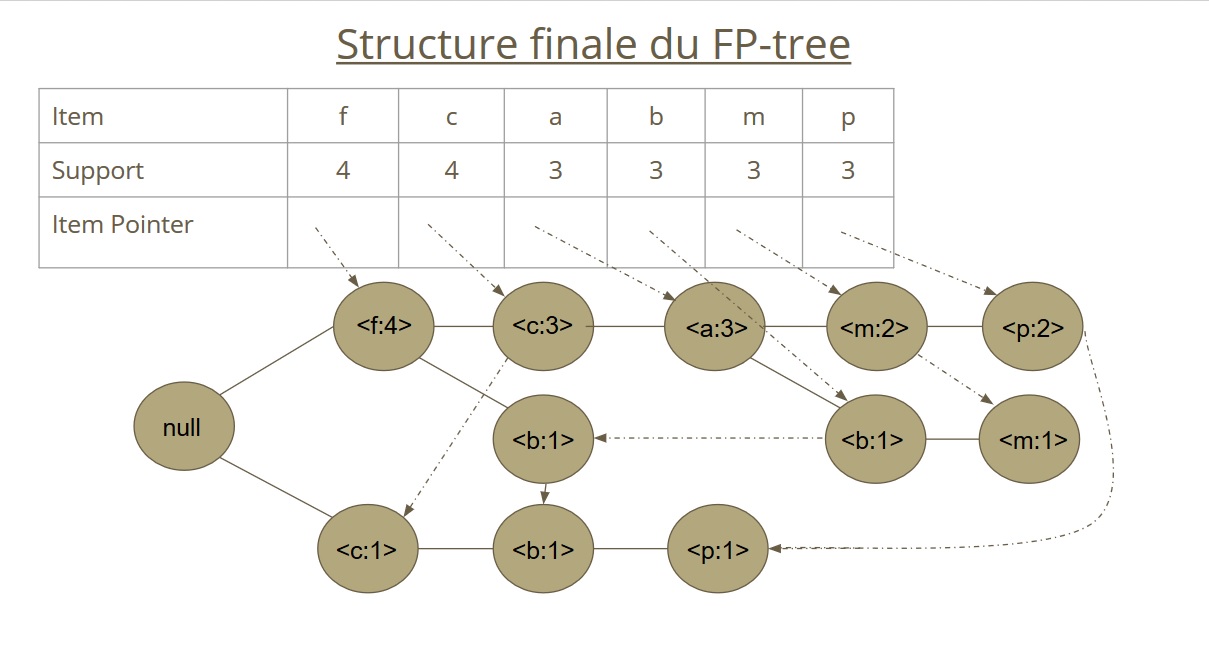 Structure finale du FP-tree
Item f c a b m p
Support 4 4 3 3 3 3
Item Pointer
<f:4> <c:3> <a:3> <m:2> <p:2>
null
<b:1> <b:1> <m:1>
<c:1> <b:1> <p:1>